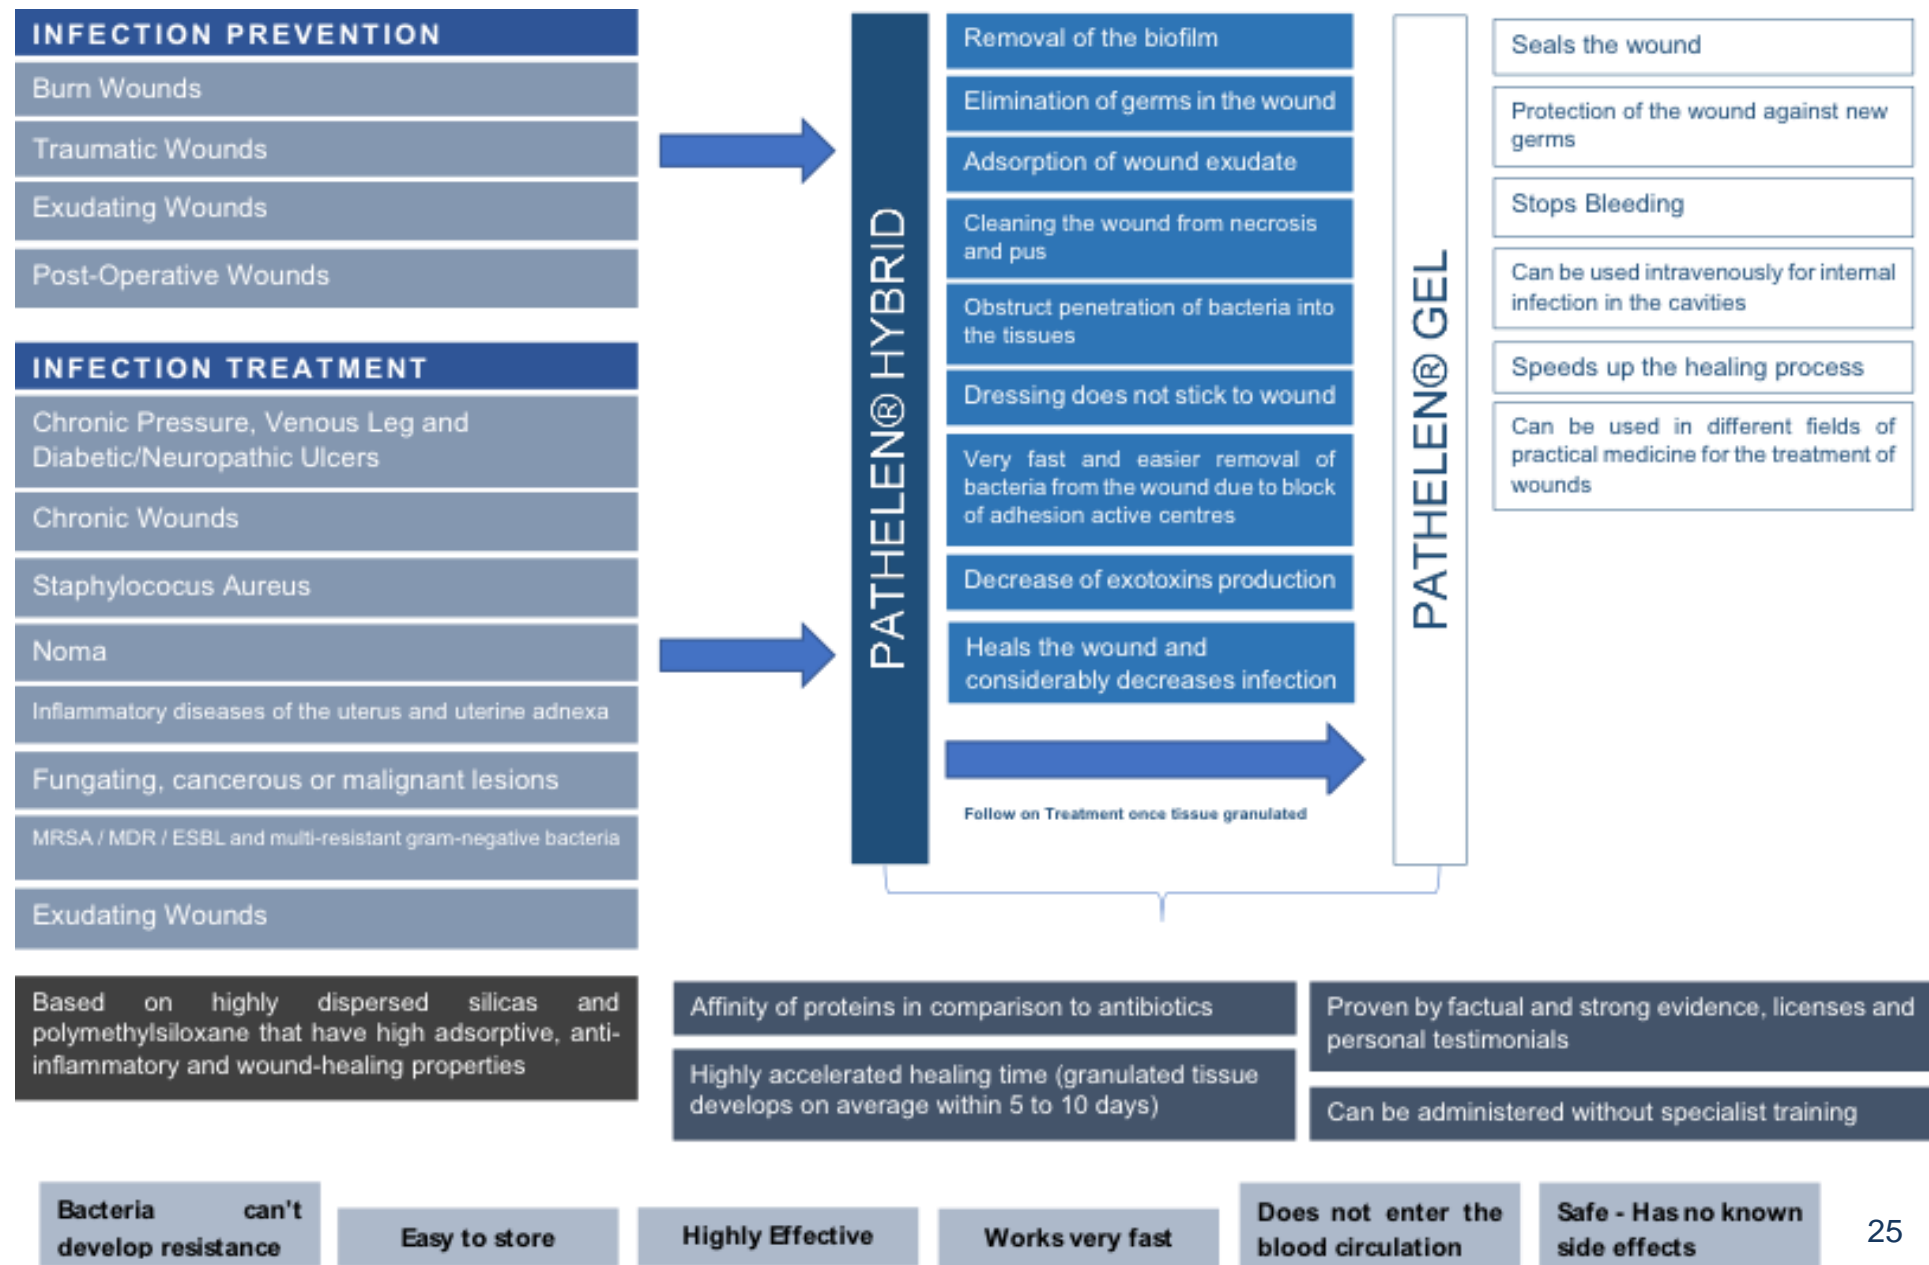 INFECTION PREVENTION
Burn Wounds
Traumatic Wounds
Exudating Wounds
Post-Operative Wounds
INFECTION TREATMENT
Chronic Pressure, Venous Leg and
Diabetic/Neuropathic Ulcers
Chronic Wounds
Staphylococus Aureus
Noma
Inflammatory diseases of the uterus and uterine adnexa
Fungating, cancerous or malignant lesions
MRSA / MDR / ESBL and multi-resistant gram-negative bacteria
Exudating Wounds
Based on highly dispersed silicas and
polymethylsiloxane that have high adsorptive, anti-
inflammatory and wound-healing properties
PATHELEN® HYBRID
Removal of the biofilm
Elimination of germs in the wound
Adsorption of wound exudate
Cleaning the wound from necrosis
and pus
Obstruct penetration of bacteria into
the tissues
Dressing does not stick to wound
Very fast and easier removal of
bacteria from the wound due to block
of adhesion active centres
Decrease of exotoxins production
Heals the wound and
considerably decreases infection
Follow on Treatment once tissue granulated
PATHELEN® GEL
Seals the wound
Protection of the wound against new
germs
Stops Bleeding
Can be used intravenously for internal
infection in the cavities
Speeds up the healing process
Can be used in different fields of
practical medicine for the treatment of
wounds
Affinity of proteins in comparison to antibiotics
Highly accelerated healing time (granulated tissue
develops on average within 5 to 10 days)
Proven by factual and strong evidence, licenses and
personal testimonials
Can be administered without specialist training
Bacteria can't
develop resistance
Easy to store
Highly Effective
Works very fast
Does not enter the
blood circulation
Safe - Has no known
side effects
25